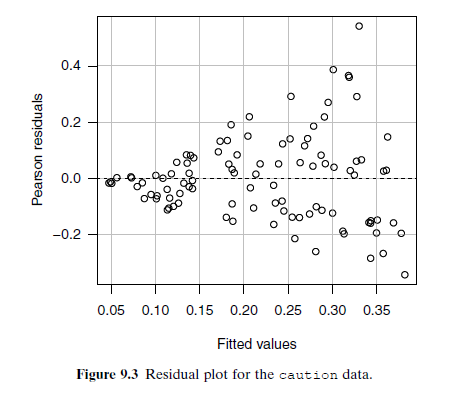 0.4
0.2
0.0
−0.2
Pearson residuals
0.05 0.10 0.15 0.20 0.25 0.30 0.35
Fitted values
Figure 9.3 Residual plot for the caution data.